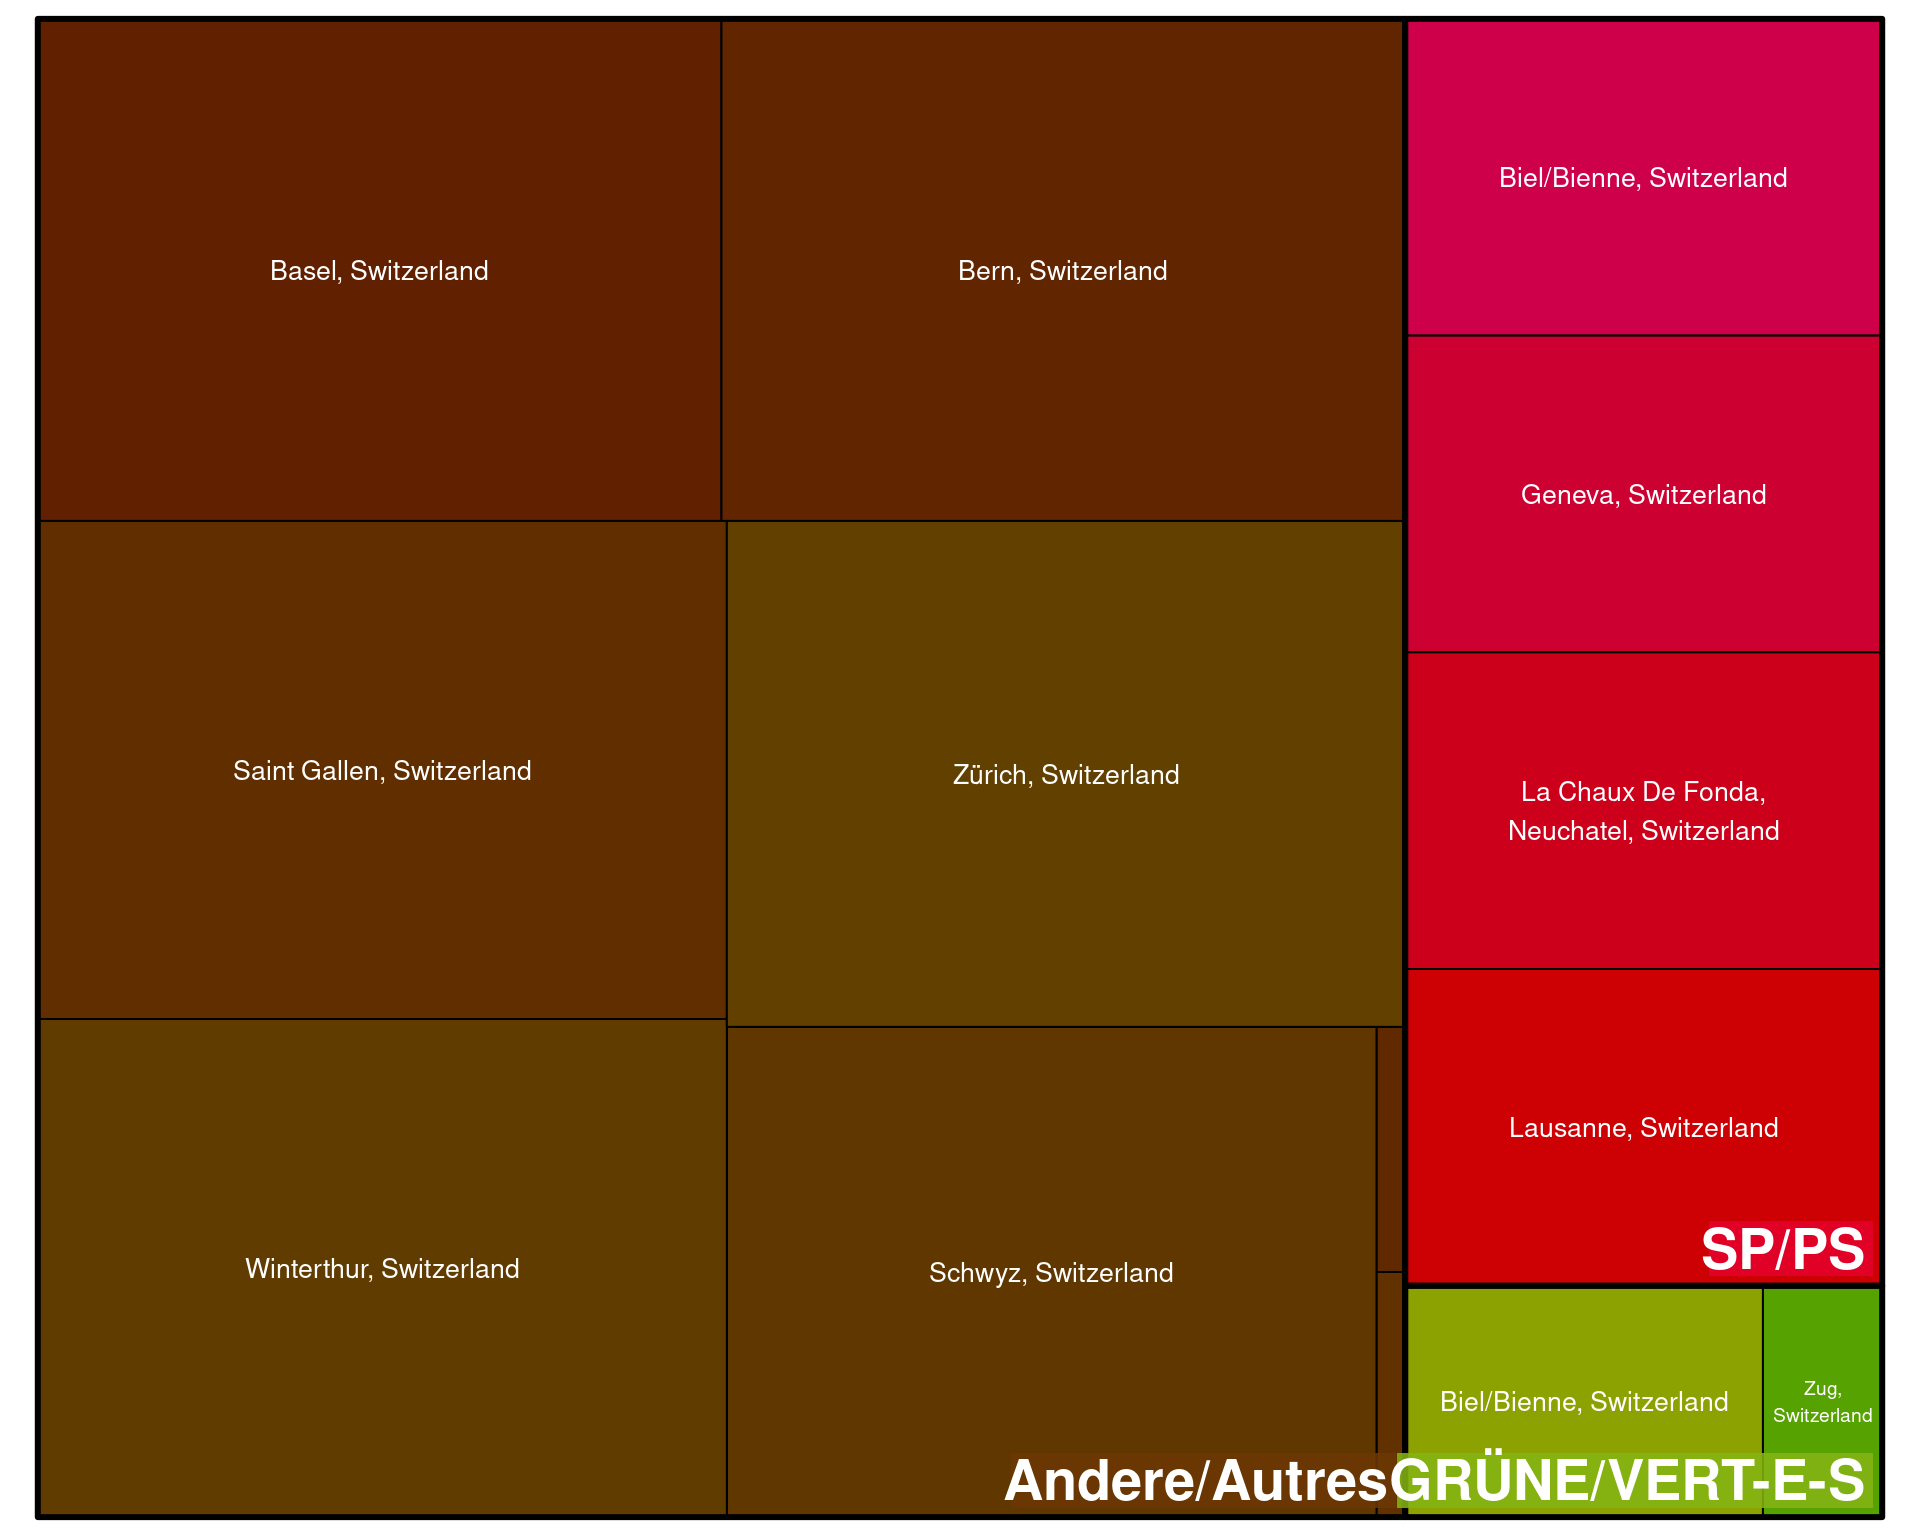 Basel, Switzerland
Bern, Switzerland
Saint Gallen, Switzerland
Zürich, Switzerland
Winterthur, Switzerland
Schwyz, Switzerland
Andere/Autres
Biel/Bienne, Switzerland
Geneva, Switzerland
La Chaux De Fonda,
Neuchatel, Switzerland
Lausanne, Switzerland
SP/PS
Biel/Bienne, Switzerland
Zug,
Switzerland
GRÜNE/VERT-E-S